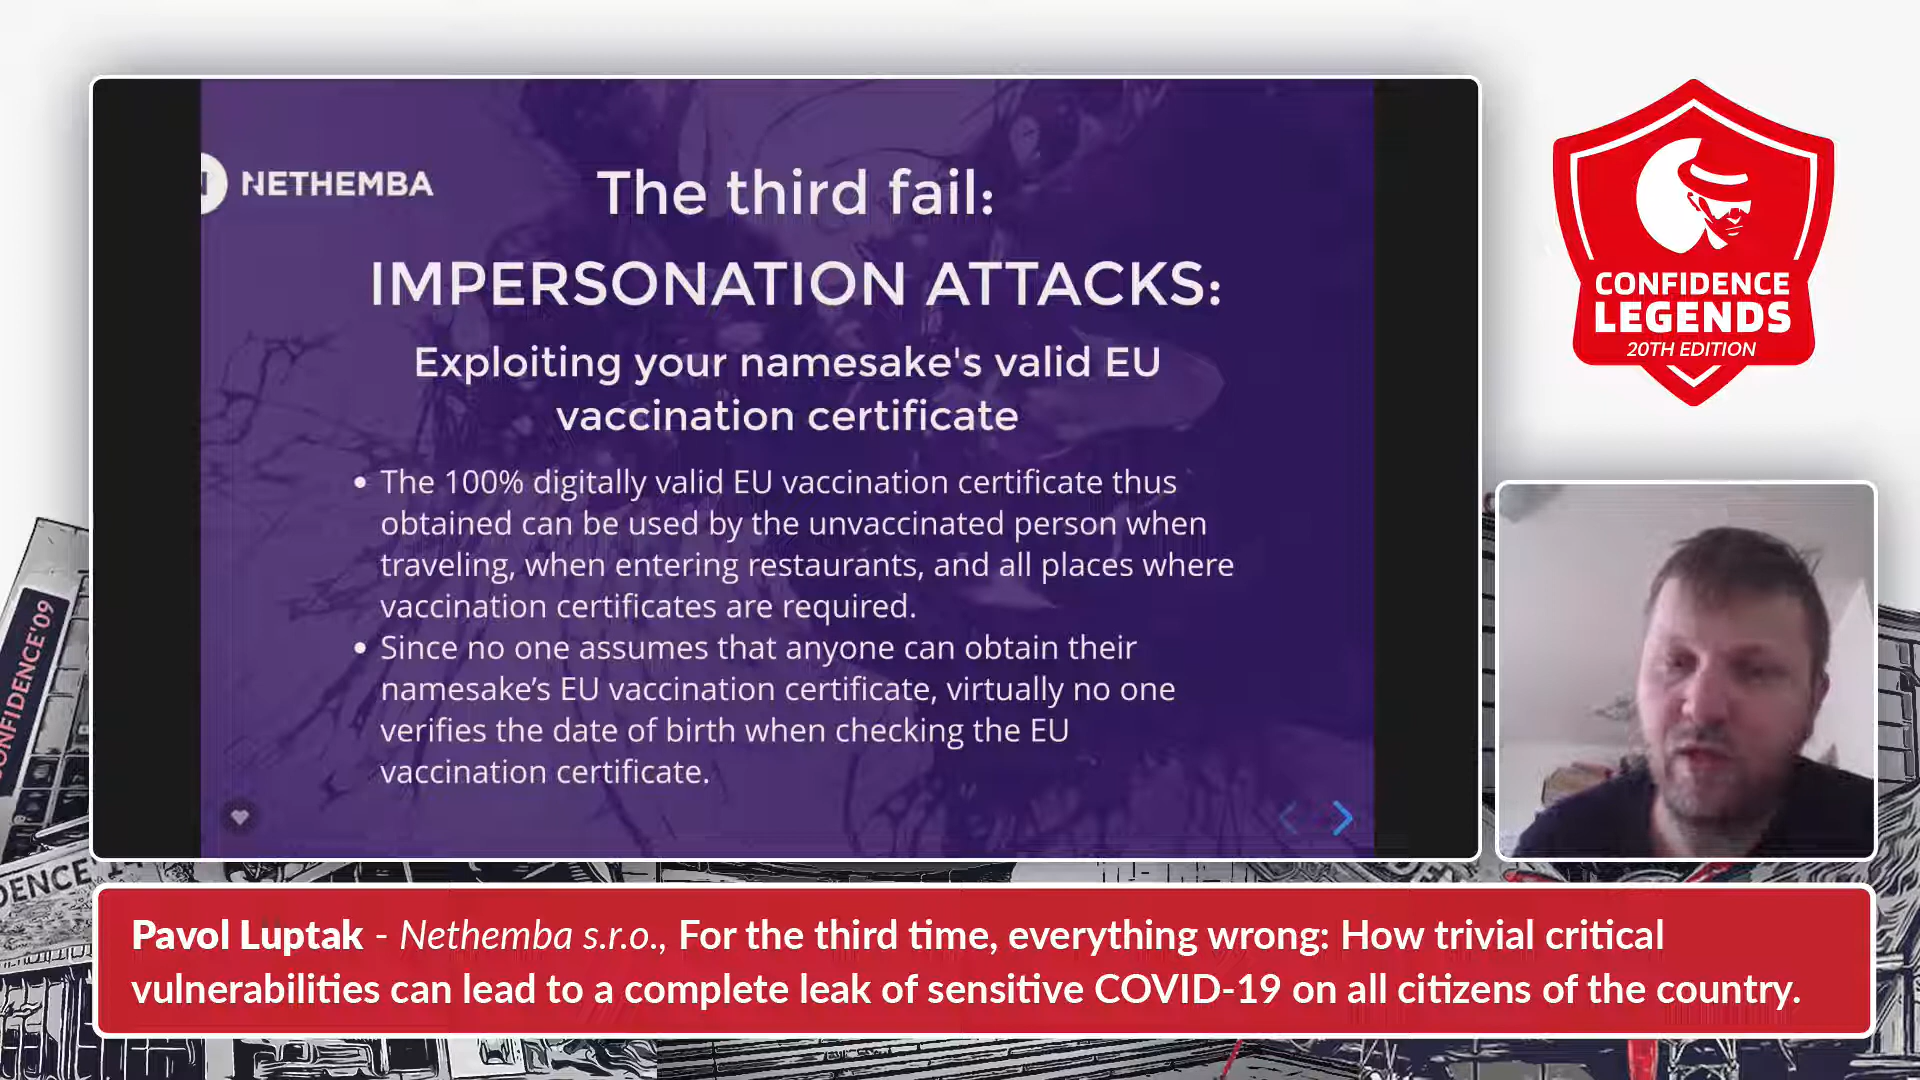 NETHEMBA
The third fail:
IMPERSONATION ATTACKS:
Exploiting your namesake's valid EU
vaccination certificate
• The 100% digitally valid EU vaccination certificate thus
obtained can be used by the unvaccinated person when
traveling, when entering restaurants, and all places where
vaccination certificates are required.
• Since no one assumes that anyone can obtain their
namesake’s EU vaccination certificate, virtually no one
verifies the date of birth when checking the EU
vaccination certificate.
CONFIDENCE
LEGENDS
20TH EDITION
CONFIDENCE'09
Pavol Luptak - Nethemba s.r.o., For the third time, everything wrong: How trivial critical
vulnerabilities can lead to a complete leak of sensitive COVID-19 on all citizens of the country.